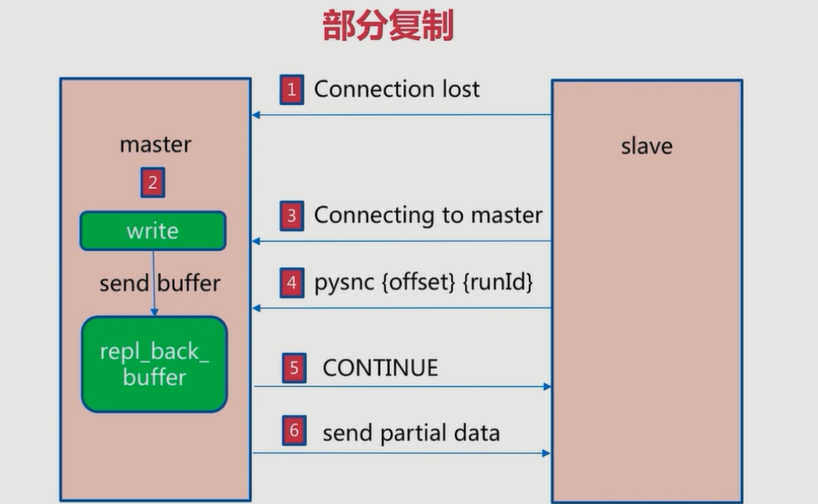 部分复制
1 Connection lost
master
slave
2
3 Connecting to master
write
send buffer
4 pysnc {offset} {runId}
repl_back_
buffer
5 CONTINUE
6 send partial data